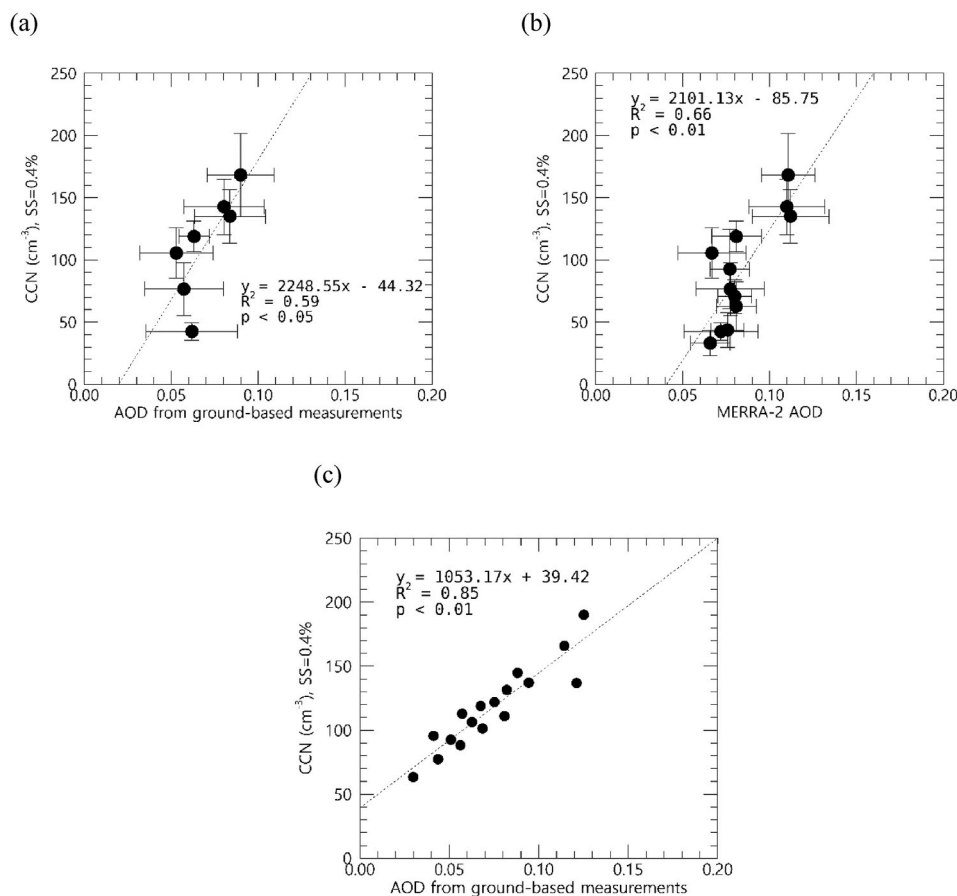 (a)
250
200
150
100
50
0
CCN (cm⁻³), SS=0.4%
y = 2248.55x - 44.32
R² = 0.59
p < 0.05
0.00 0.05 0.10 0.15 0.20
AOD from ground-based measurements
(b)
250
200
150
100
50
0
CCN (cm⁻³), SS=0.4%
y = 2101.13x - 85.75
R² = 0.66
p < 0.01
0.00 0.05 0.10 0.15 0.20
MERRA-2 AOD
(c)
250
200
150
100
50
0
CCN (cm⁻³), SS=0.4%
y = 1053.17x + 39.42
R² = 0.85
p < 0.01
0.00 0.05 0.10 0.15 0.20
AOD from ground-based measurements